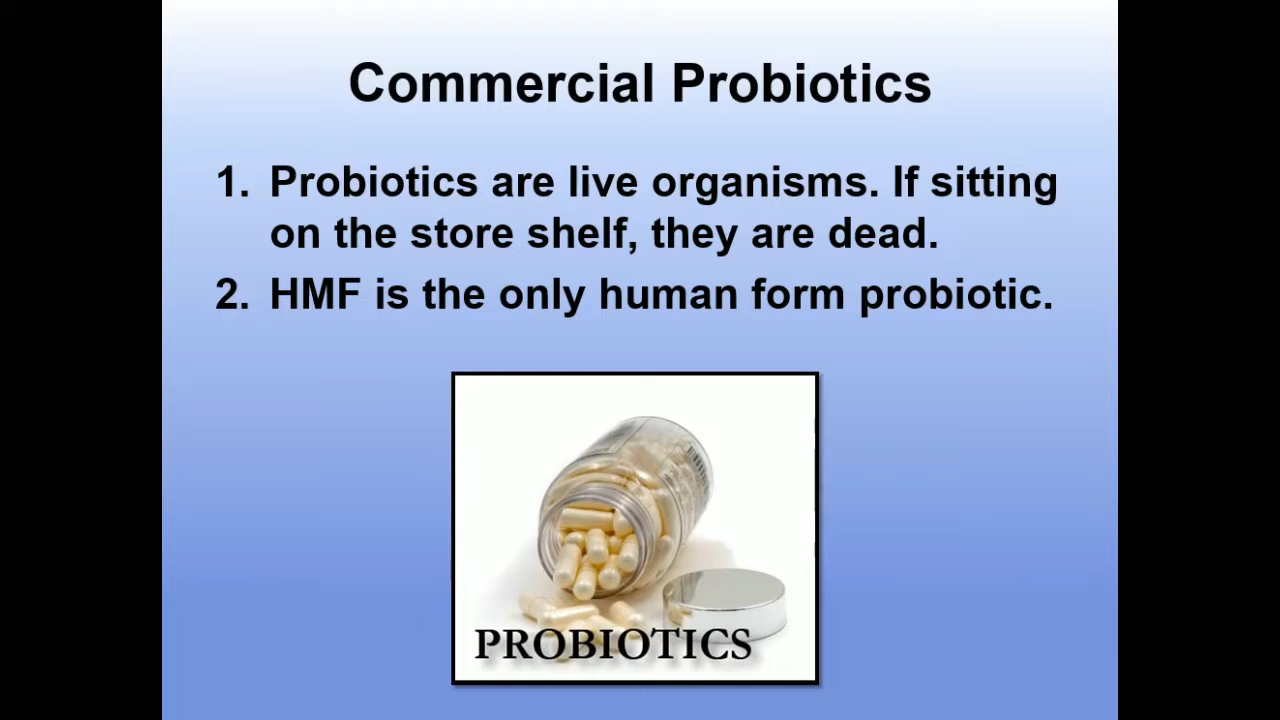 Commercial Probiotics
1. Probiotics are live organisms. If sitting
on the store shelf, they are dead.
2. HMF is the only human form probiotic.
PROBIOTICS